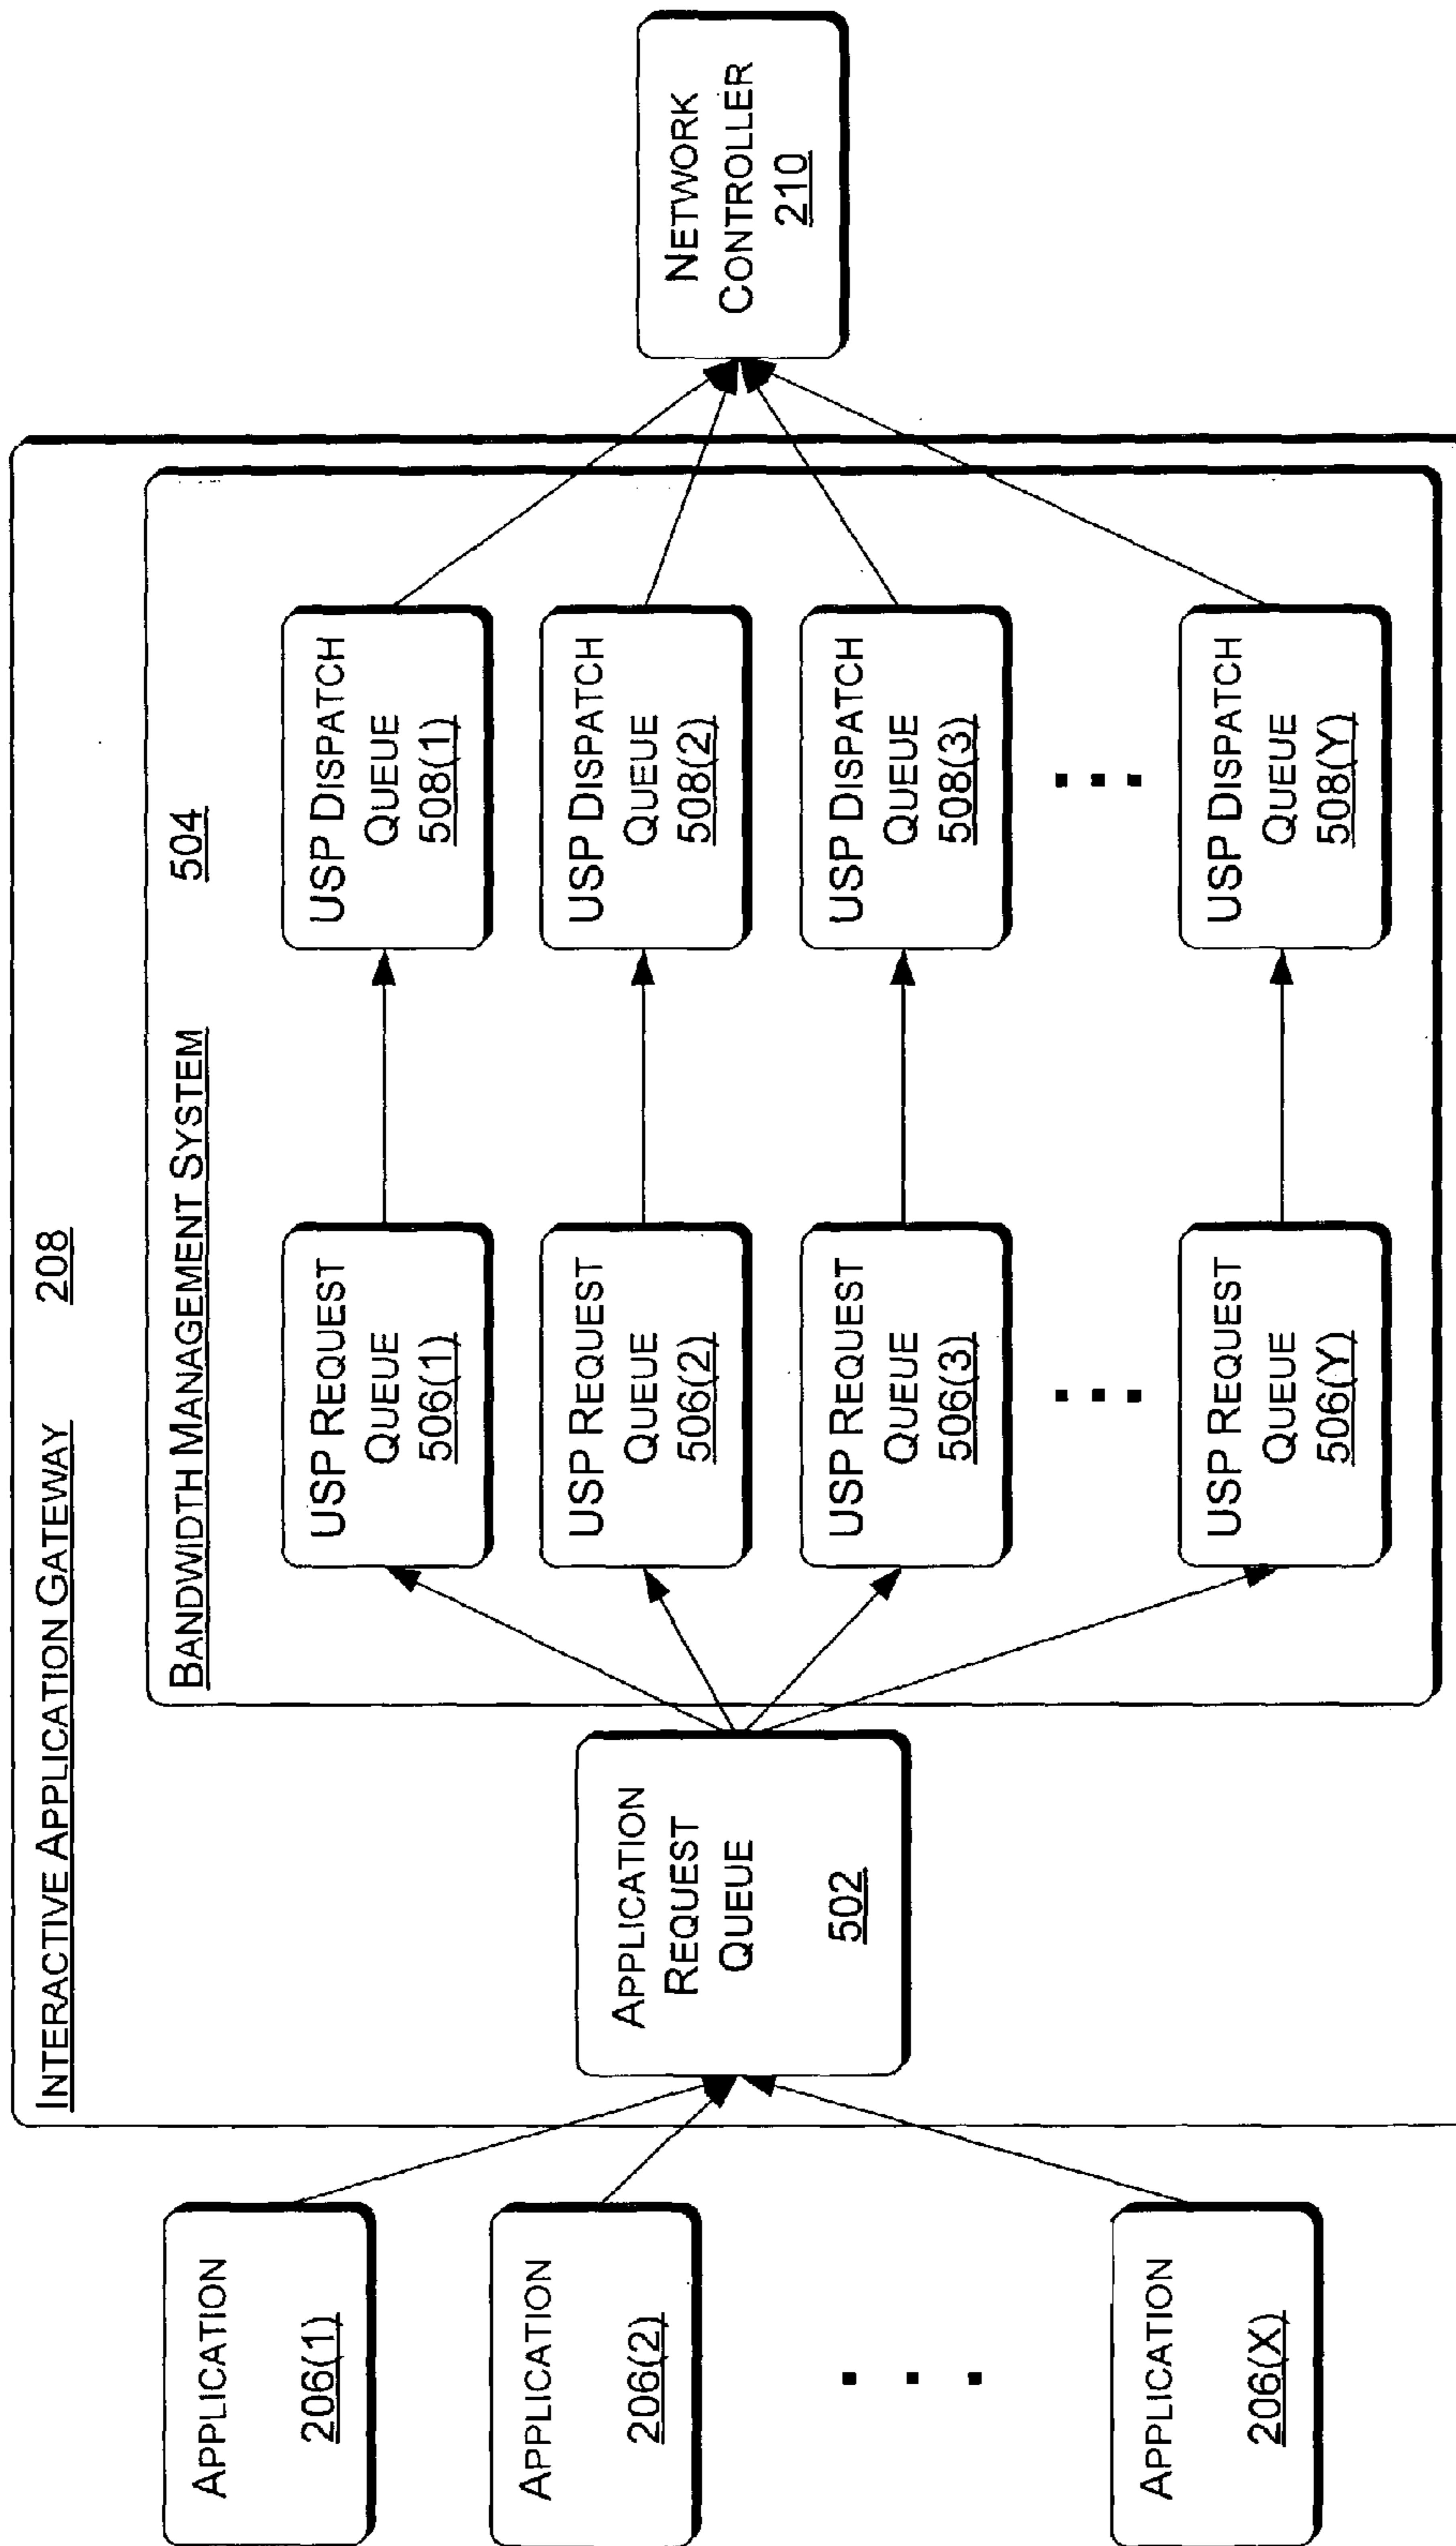 INTERACTIVE APPLICATION GATEWAY 208
BANDWIDTH MANAGEMENT SYSTEM 504
APPLICATION
206(1)
APPLICATION
206(2)
. . .
APPLICATION
206(X)
APPLICATION
REQUEST
QUEUE
502
USP REQUEST
QUEUE
506(1)
USP REQUEST
QUEUE
506(2)
USP REQUEST
QUEUE
506(3)
. . .
USP REQUEST
QUEUE
506(Y)
USP DISPATCH
QUEUE
508(1)
USP DISPATCH
QUEUE
508(2)
USP DISPATCH
QUEUE
508(3)
. . .
USP DISPATCH
QUEUE
508(Y)
NETWORK
CONTROLLER
210